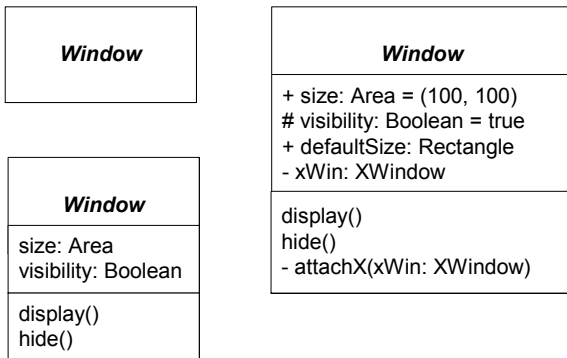 Window
Window
size: Area
visibility: Boolean
display()
hide()
Window
+ size: Area = (100, 100)
# visibility: Boolean = true
+ defaultSize: Rectangle
- xWin: XWindow
display()
hide()
- attachX(xWin: XWindow)